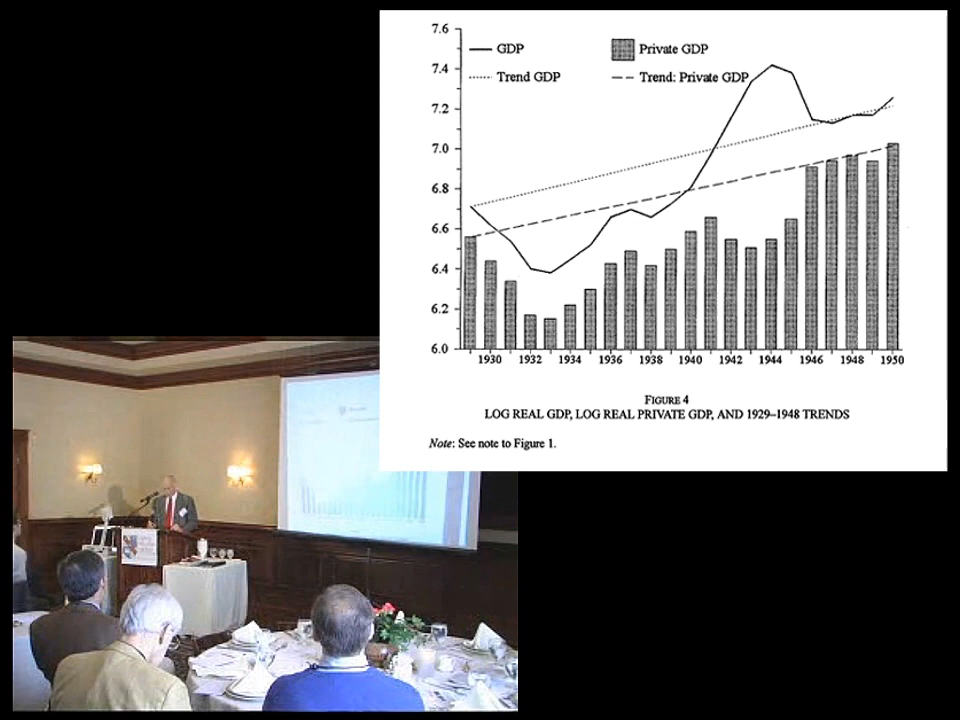 7.6
GDP
Private GDP
7.4
Trend GDP
Trend: Private GDP
7.2
7.0
6.8
6.6
6.4
6.2
6.0
1930 1932 1934 1936 1938 1940 1942 1944 1946 1948 1950
FIGURE 4
LOG REAL GDP, LOG REAL PRIVATE GDP, AND 1929–1948 TRENDS
Note: See note to Figure 1.